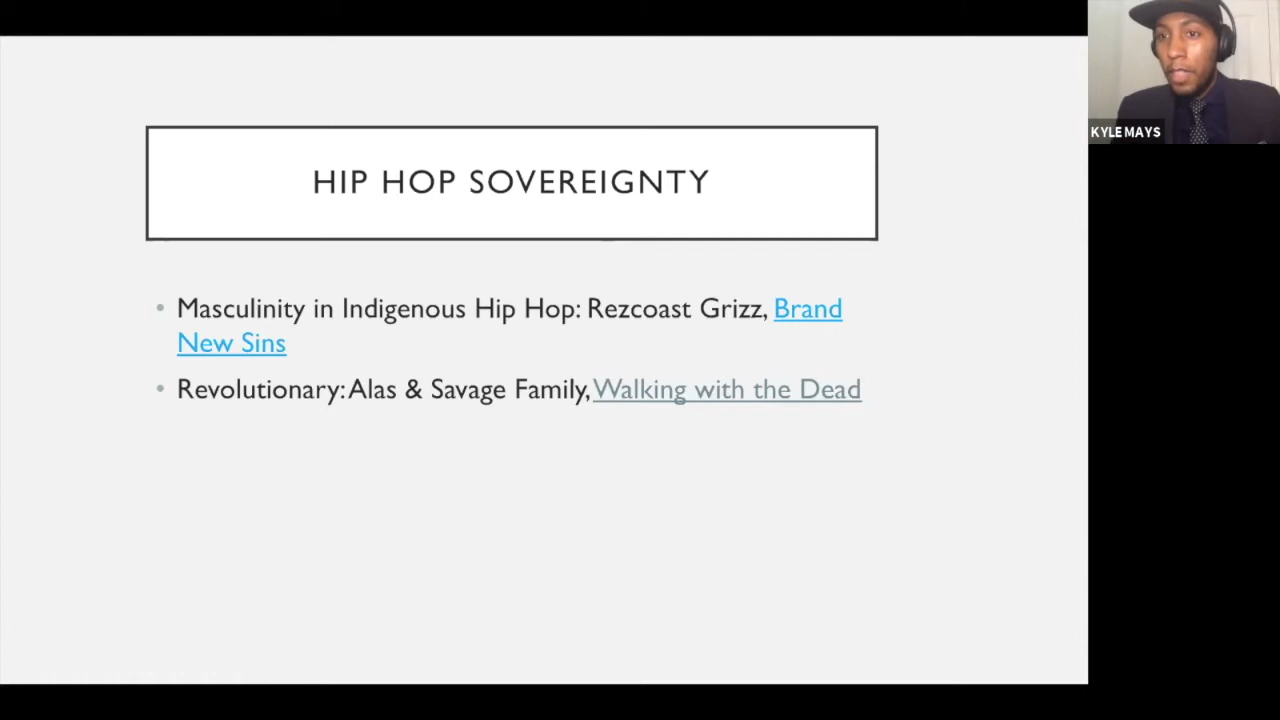 HIP HOP SOVEREIGNTY
• Masculinity in Indigenous Hip Hop: Rezcoast Grizz, Brand
New Sins
• Revolutionary: Alas & Savage Family, Walking with the Dead
KYLE MAYS